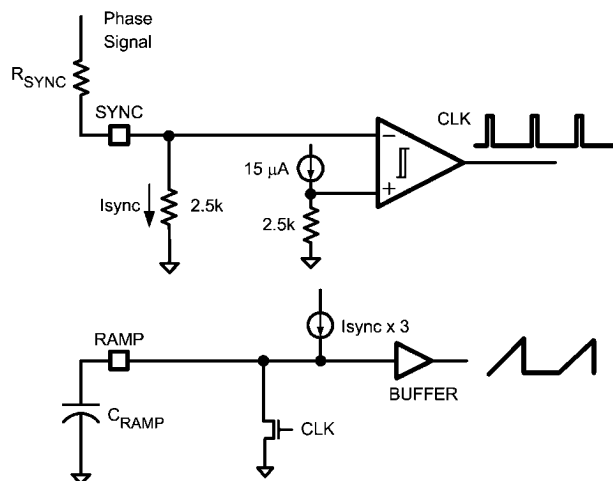 Phase
Signal
RSYNC
SYNC
CLK
15 μA
−
+
Isync
2.5k
2.5k
RAMP
Isync x 3
BUFFER
CRAMP
CLK